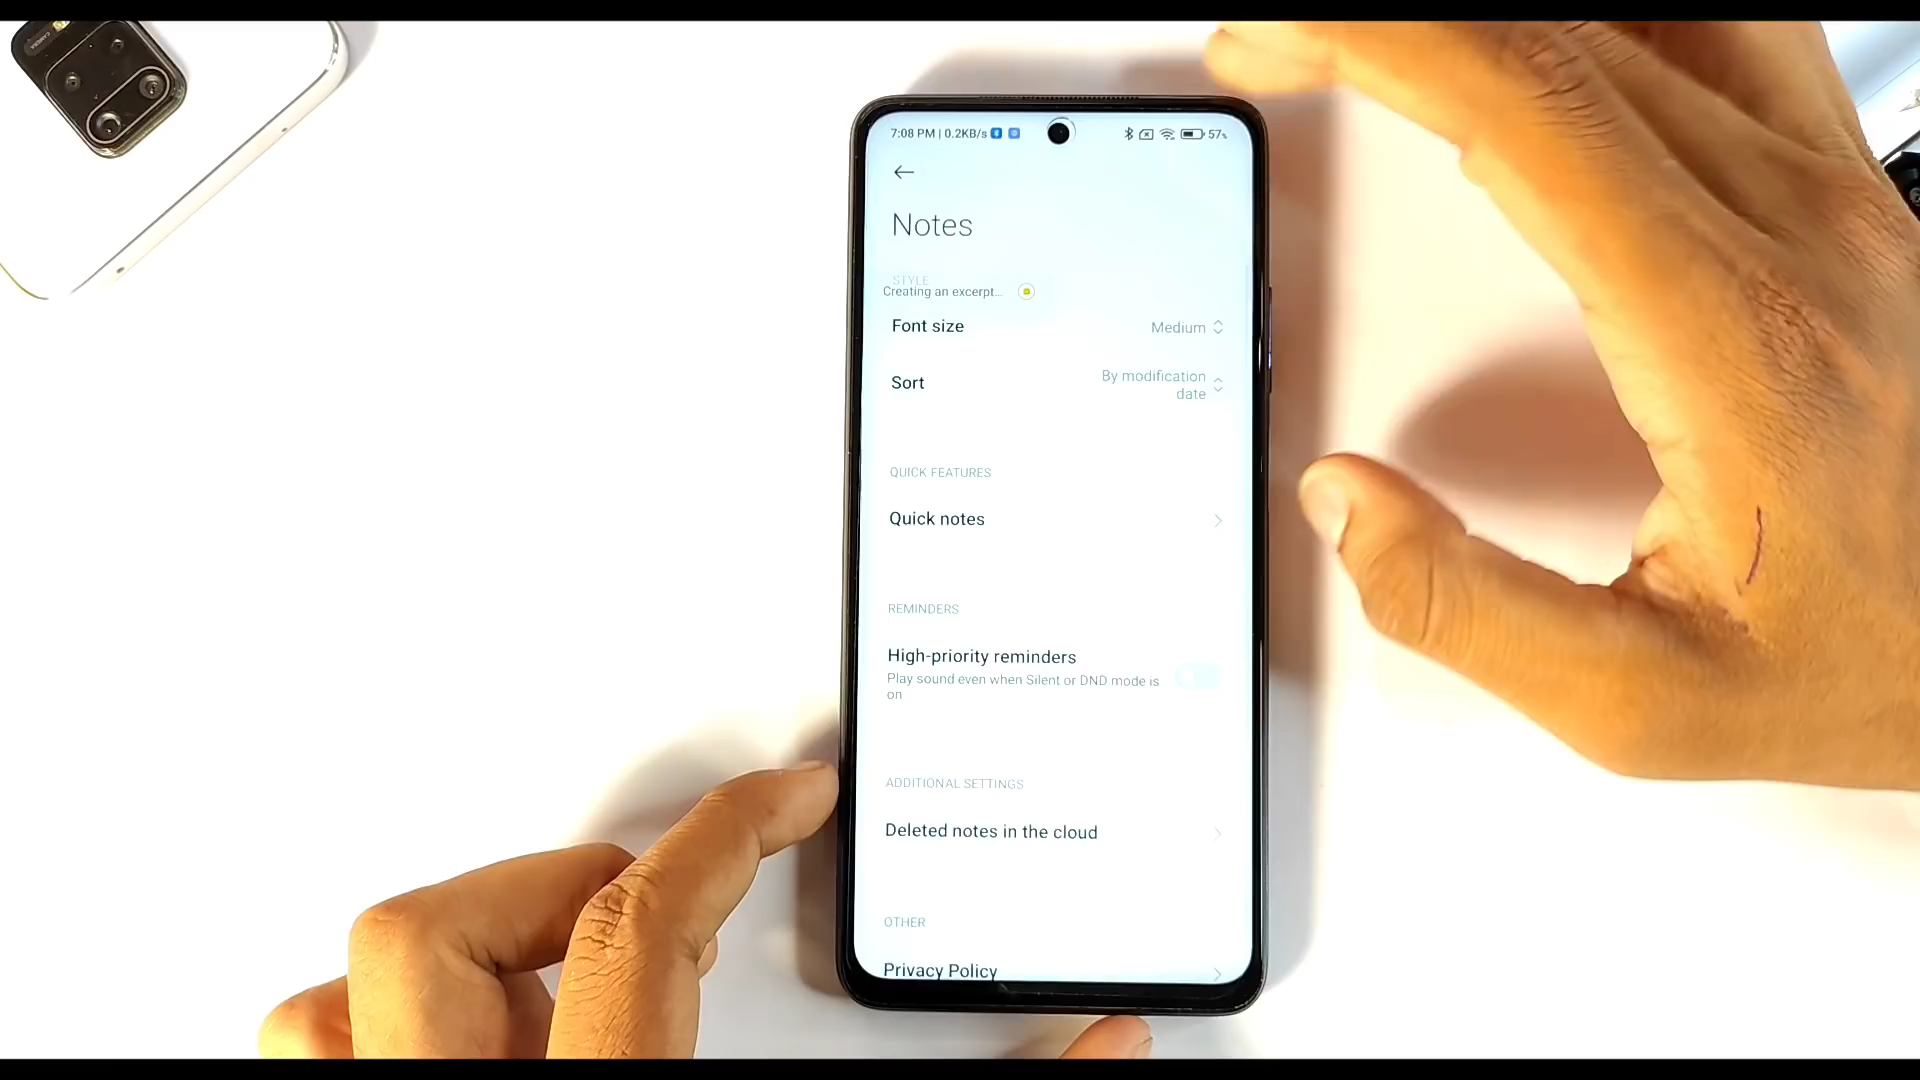 CAMERA
7:08 PM | 0.2KB/s
57%
Notes
STYLE
Creating an excerpt...
Font size
Medium
Sort
By modification
date
QUICK FEATURES
Quick notes
REMINDERS
High-priority reminders
Play sound even when Silent or DND mode is
on
ADDITIONAL SETTINGS
Deleted notes in the cloud
OTHER
Privacy Policy